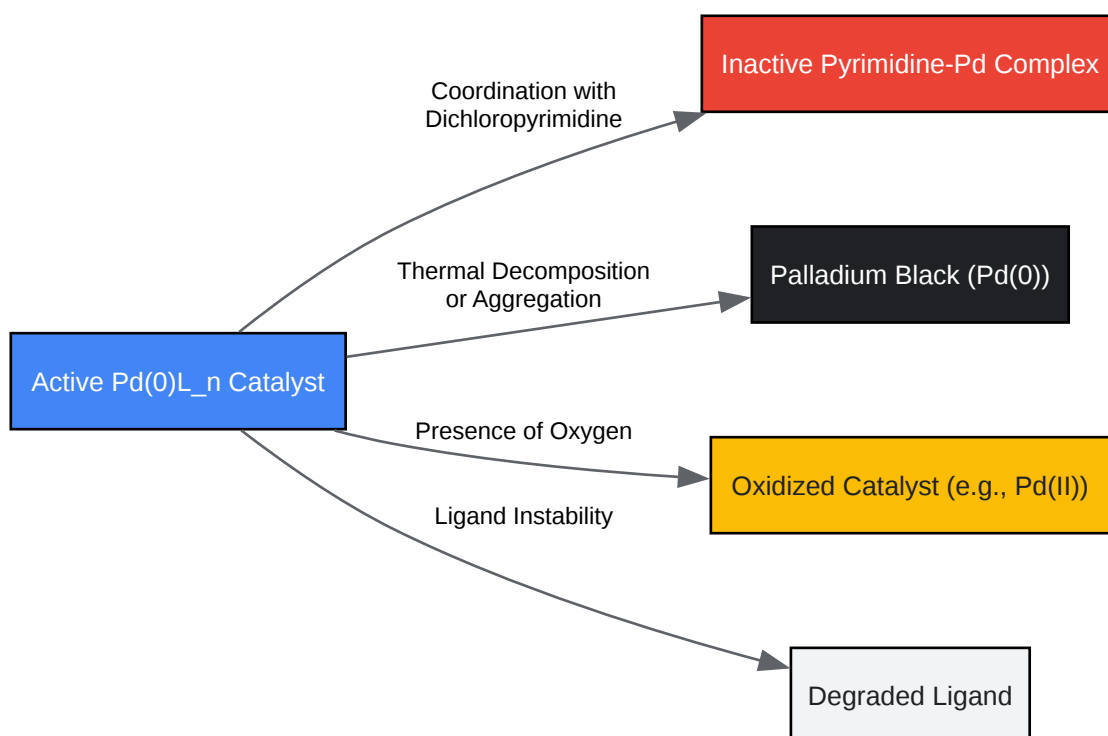 Inactive Pyrimidine-Pd Complex
Coordination with
Dichloropyrimidine
Thermal Decomposition
or Aggregation
Palladium Black (Pd(0))
Active Pd(0)L_n Catalyst
Presence of Oxygen
Oxidized Catalyst (e.g., Pd(II))
Ligand Instability
Degraded Ligand